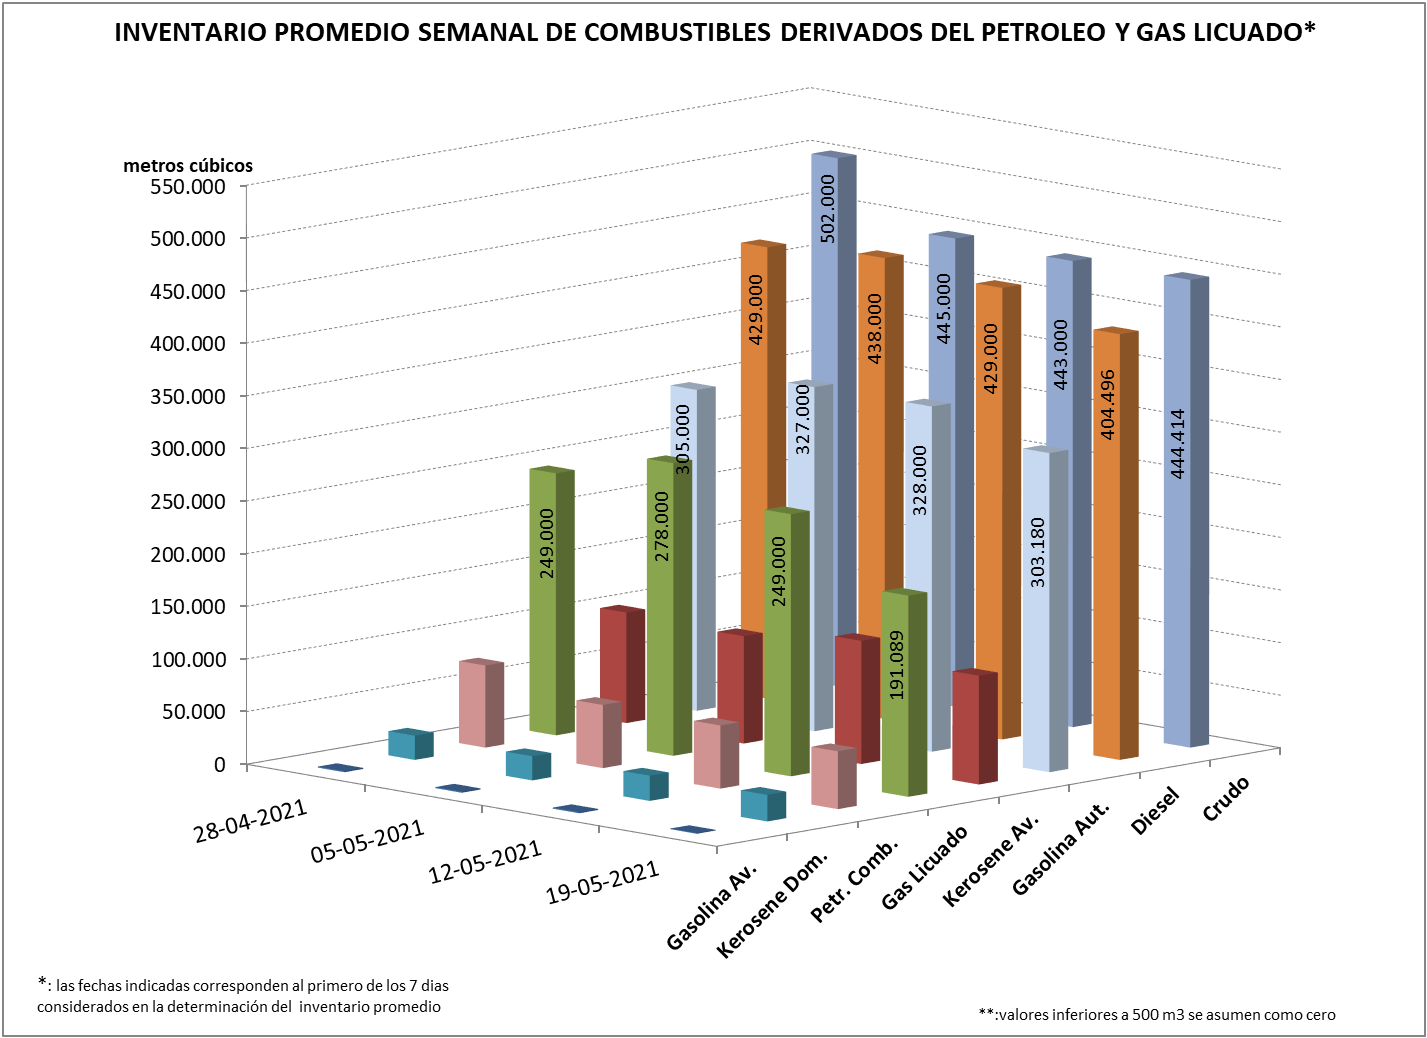 INVENTARIO PROMEDIO SEMANAL DE COMBUSTIBLES DERIVADOS DEL PETROLEO Y GAS LICUADO*
metros cúbicos
550.000
500.000
450.000
400.000
350.000
300.000
250.000
200.000
150.000
100.000
50.000
0
502.000
445.000
443.000
444.414
429.000
438.000
429.000
404.496
305.000
327.000
328.000
303.180
249.000
278.000
249.000
191.089
28-04-2021
05-05-2021
12-05-2021
19-05-2021
Gasolina Av.
Kerosene Dom.
Petr. Comb.
Gas Licuado
Kerosene Av.
Gasolina Aut.
Diesel
Crudo
*: las fechas indicadas corresponden al primero de los 7 dias
considerados en la determinación del inventario promedio
**:valores inferiores a 500 m3 se asumen como cero